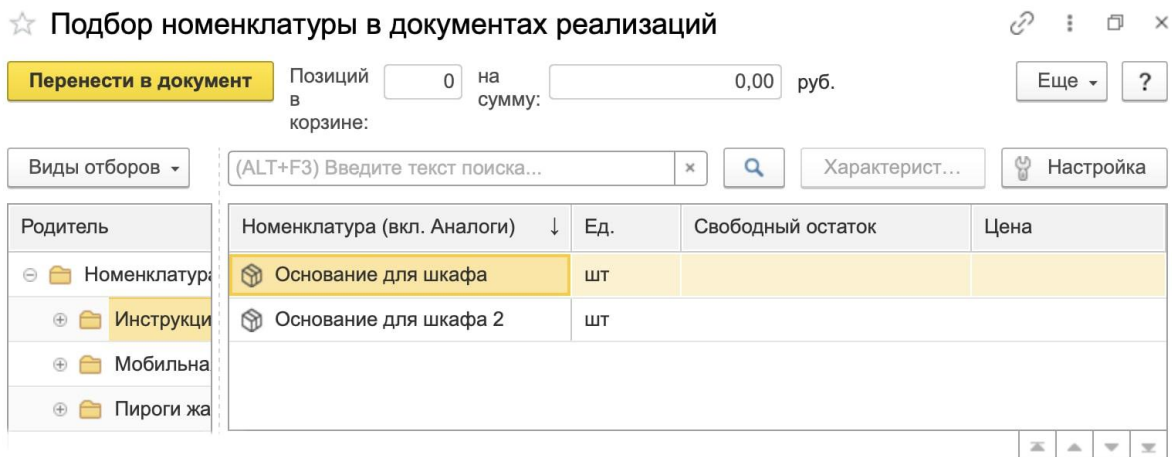 Подбор номенклатуры в документах реализаций
Перенести в документ
Позиций в корзине:
0
на сумму:
0,00
руб.
Еще
?
Виды отборов
(ALT+F3) Введите текст поиска...
Характерист...
Настройка
Родитель
Номенклатура (вкл. Аналоги)
Ед.
Свободный остаток
Цена
Номенклатура
Основание для шкафа
шт
Инструкци
Основание для шкафа 2
шт
Мобильна
Пироги жа